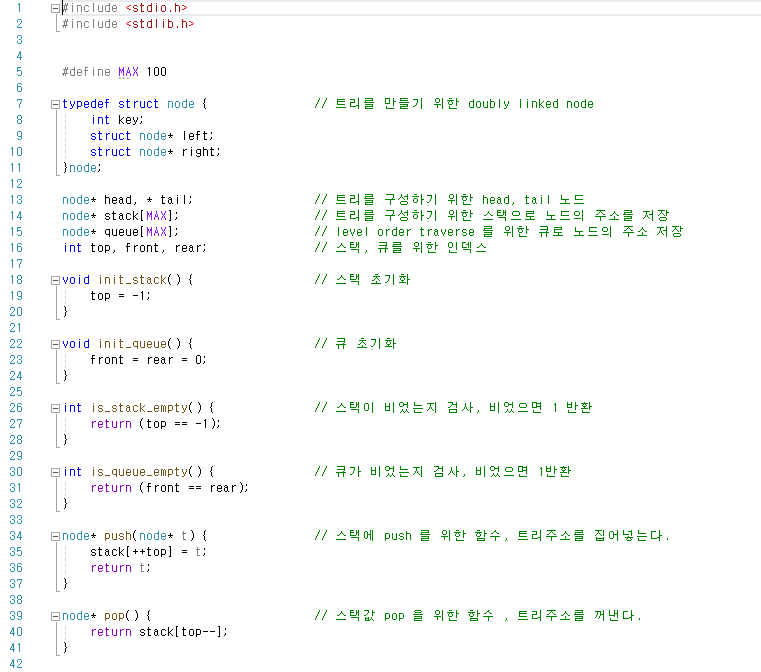 1 #include <stdio.h>
2 #include <stdlib.h>
3
4
5 #define MAX 100
6
7 typedef struct node { // 트리를 만들기 위한 doubly linked node
8 int key;
9 struct node* left;
10 struct node* right;
11 }node;
12
13 node* head, * tail; // 트리를 구성하기 위한 head, tail 노드
14 node* stack[MAX]; // 트리를 구성하기 위한 스택으로 노드의 주소를 저장
15 node* queue[MAX]; // level order traverse 를 위한 큐로 노드의 주소 저장
16 int top, front, rear; // 스택, 큐를 위한 인덱스
17
18 void init_stack() { // 스택 초기화
19 top = -1;
20 }
21
22 void init_queue() { // 큐 초기화
23 front = rear = 0;
24 }
25
26 int is_stack_empty() { // 스택이 비었는지 검사, 비었으면 1 반환
27 return (top == -1);
28 }
29
30 int is_queue_empty() { // 큐가 비었는지 검사, 비었으면 1반환
31 return (front == rear);
32 }
33
34 node* push(node* t) { // 스택에 push 를 위한 함수, 트리주소를 집어넣는다.
35 stack[++top] = t;
36 return t;
37 }
38
39 node* pop() { // 스택값 pop 을 위한 함수 , 트리주소를 꺼낸다.
40 return stack[top--];
41 }
42